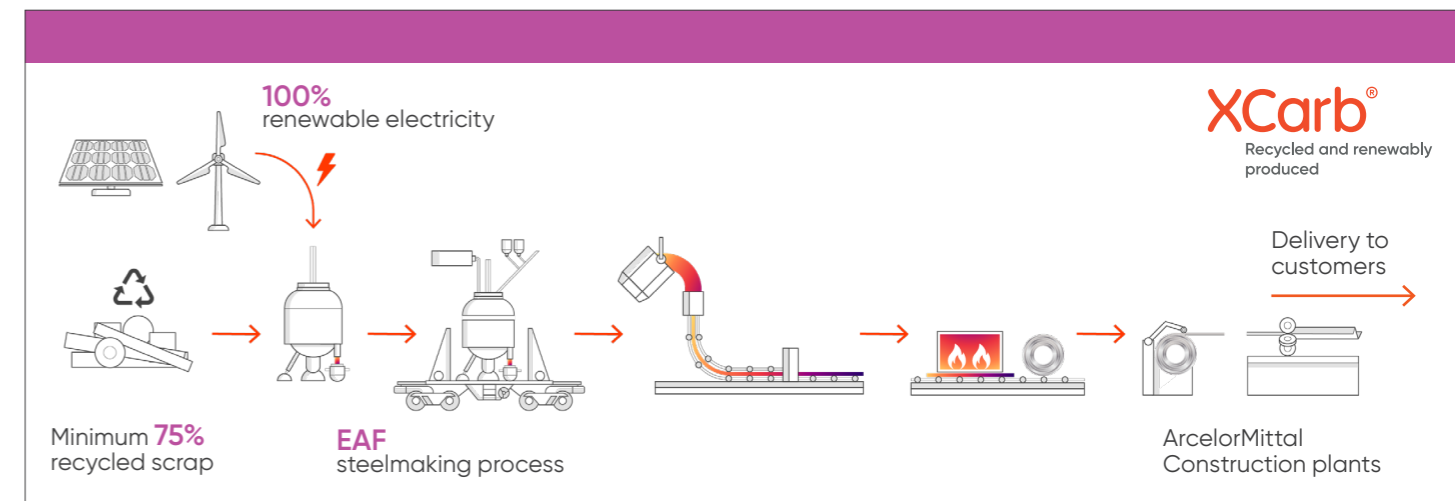 100%
renewable electricity
XCarb®
Recycled and renewably
produced
Delivery to
customers
Minimum 75%
recycled scrap
EAF
steelmaking process
ArcelorMittal
Construction plants